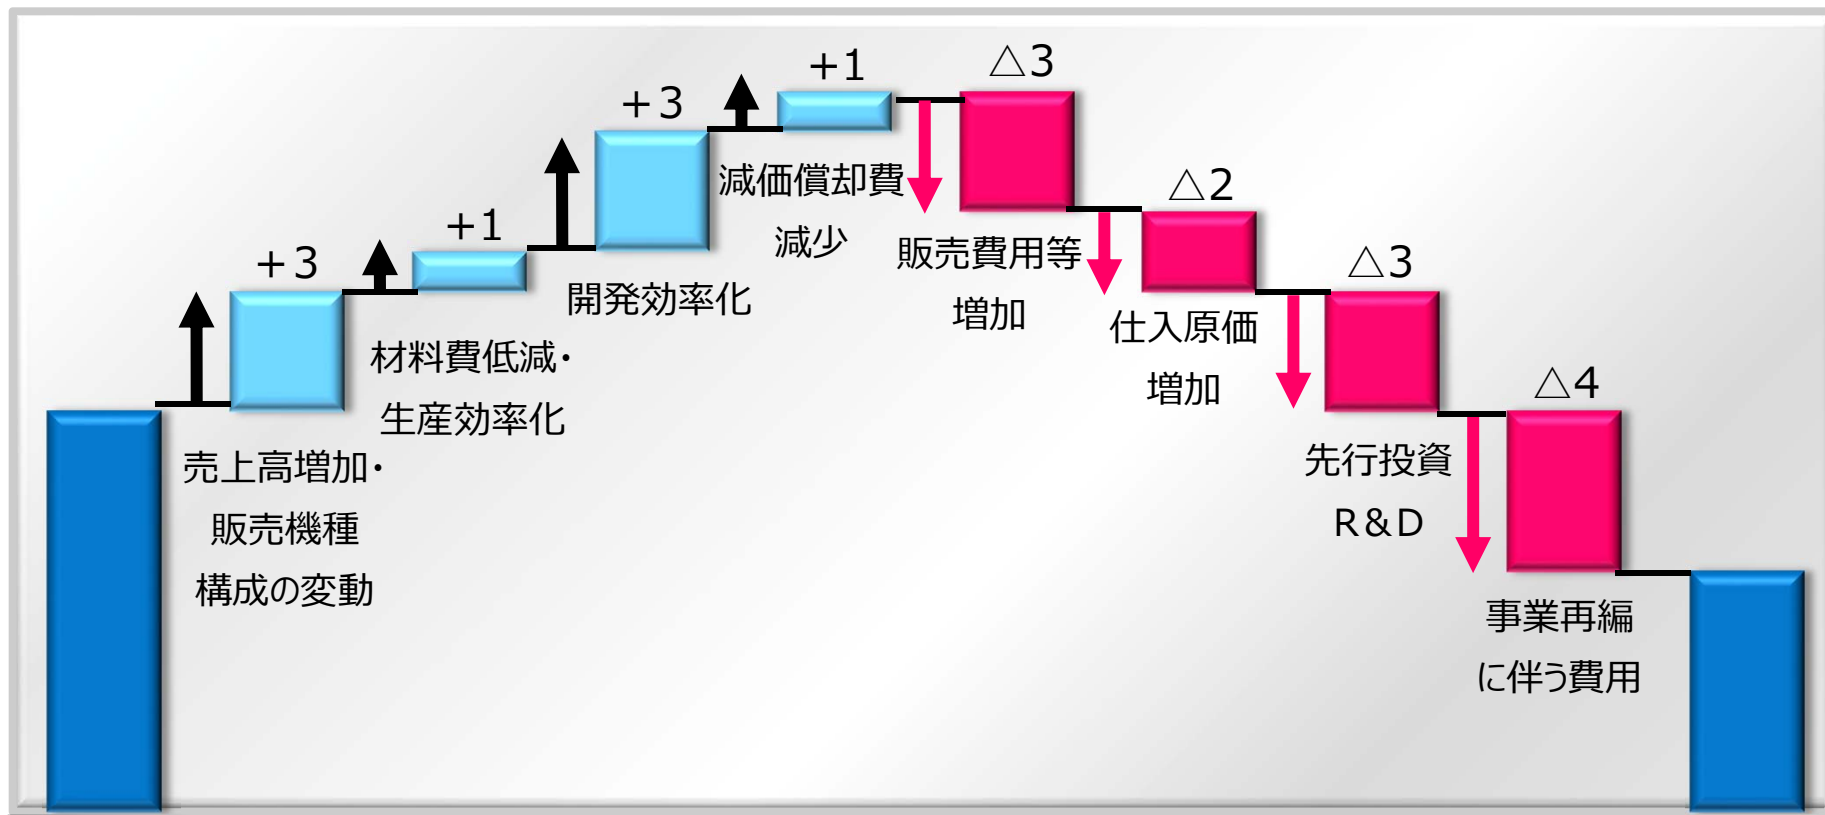 +3
売上高増加・
販売機種
構成の変動
+1
材料費低減・
生産効率化
+3
開発効率化
+1
減価償却費
減少
△3
販売費用等
増加
△2
仕入原価
増加
△3
先行投資
R&D
△4
事業再編
に伴う費用